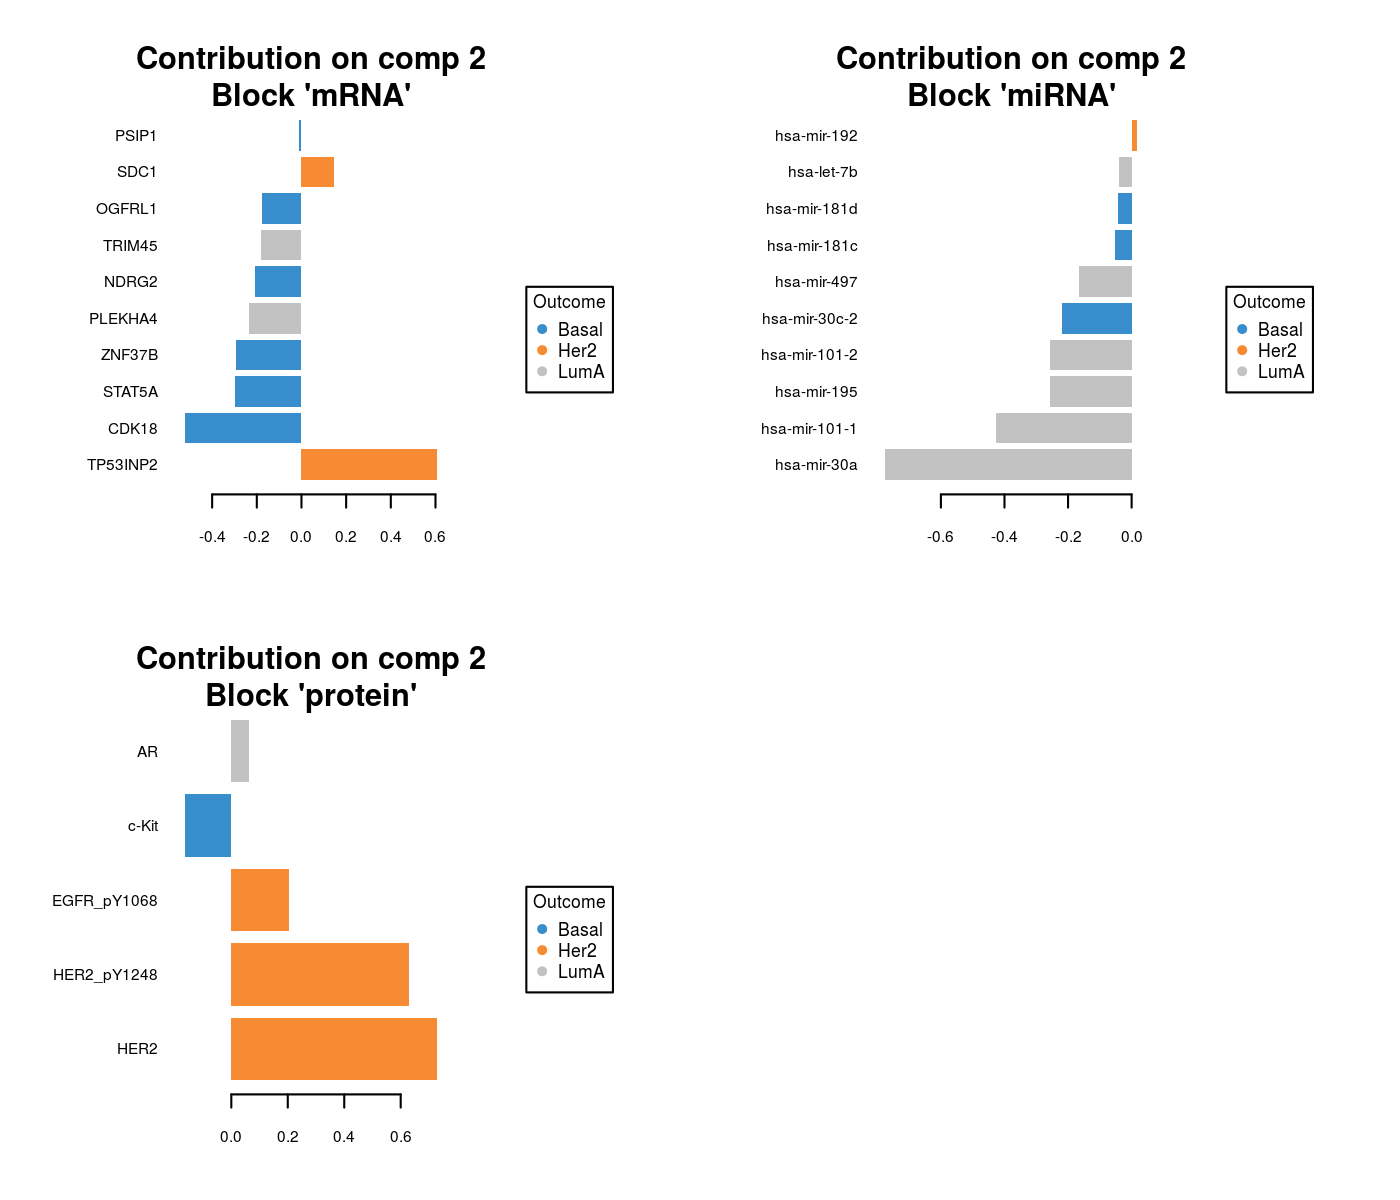 Contribution on comp 2
Block 'mRNA'
PSIP1
SDC1
OGFRL1
TRIM45
NDRG2
PLEKHA4
ZNF37B
STAT5A
CDK18
TP53INP2
-0.4 -0.2 0.0 0.2 0.4 0.6
Outcome
Basal
Her2
LumA
Contribution on comp 2
Block 'miRNA'
hsa-mir-192
hsa-let-7b
hsa-mir-181d
hsa-mir-181c
hsa-mir-497
hsa-mir-30c-2
hsa-mir-101-2
hsa-mir-195
hsa-mir-101-1
hsa-mir-30a
-0.6 -0.4 -0.2 0.0
Outcome
Basal
Her2
LumA
Contribution on comp 2
Block 'protein'
AR
c-Kit
EGFR_pY1068
HER2_pY1248
HER2
0.0 0.2 0.4 0.6
Outcome
Basal
Her2
LumA